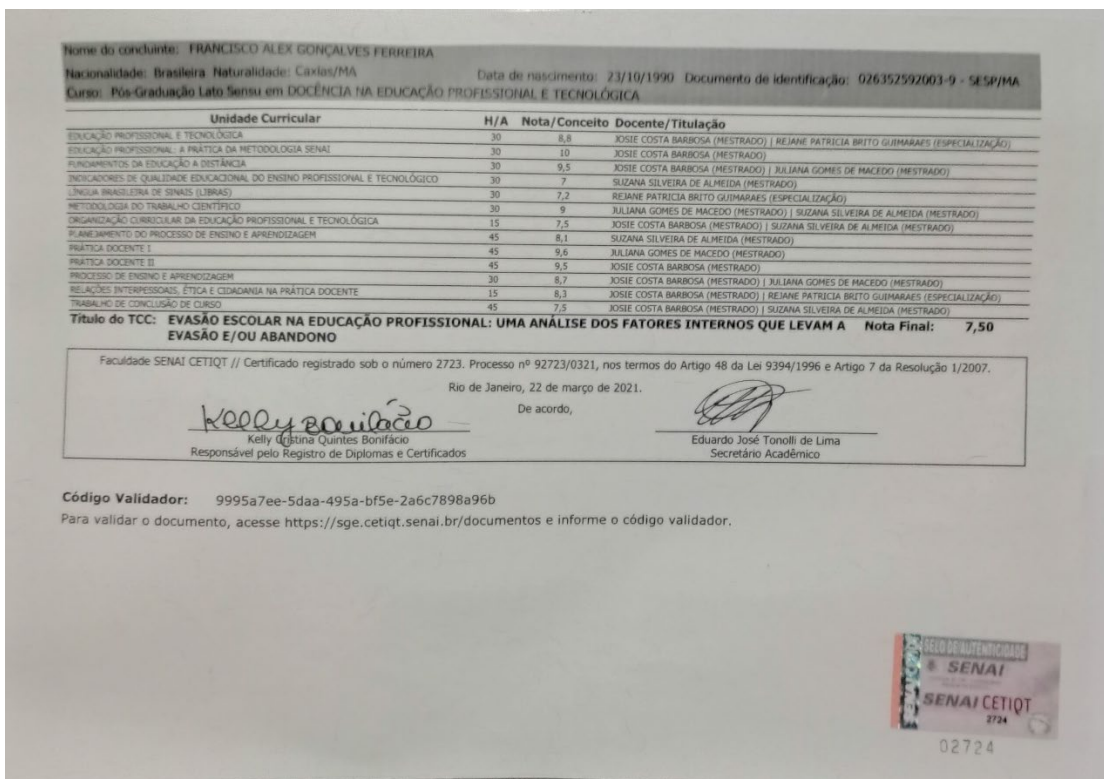 Nome do concluinte: FRANCISCO ALEX GONÇALVES FERREIRA
Nacionalidade: Brasileira Naturalidade: Caxias/MA Data de nascimento: 23/10/1990 Documento de identificação: 026352592003-9 - SESP/MA
Curso: Pós-Graduação Lato Sensu em DOCÊNCIA NA EDUCAÇÃO PROFISSIONAL E TECNOLÓGICA
Unidade Curricular H/A Nota/Conceito Docente/Titulação
EDUCAÇÃO PROFISSIONAL E TECNOLÓGICA 30 8,8 JOSIE COSTA BARBOSA (MESTRADO) | REJANE PATRICIA BRITO GUIMARAES (ESPECIALIZAÇÃO)
EDUCAÇÃO PROFISSIONAL: A PRÁTICA DA METODOLOGIA SENAI 30 10 JOSIE COSTA BARBOSA (MESTRADO)
FUNDAMENTOS DA EDUCAÇÃO A DISTÂNCIA 30 9,5 JOSIE COSTA BARBOSA (MESTRADO) | JULIANA GOMES DE MACEDO (MESTRADO)
INDICADORES DE QUALIDADE EDUCACIONAL DO ENSINO PROFISSIONAL E TECNOLÓGICO 30 7 SUZANA SILVEIRA DE ALMEIDA (MESTRADO)
LÍNGUA BRASILEIRA DE SINAIS (LIBRAS) 30 7,2 REJANE PATRICIA BRITO GUIMARAES (ESPECIALIZAÇÃO)
METODOLOGIA DO TRABALHO CIENTÍFICO 30 9 JULIANA GOMES DE MACEDO (MESTRADO) | SUZANA SILVEIRA DE ALMEIDA (MESTRADO)
ORGANIZAÇÃO CURRICULAR DA EDUCAÇÃO PROFISSIONAL E TECNOLÓGICA 15 7,5 JOSIE COSTA BARBOSA (MESTRADO) | SUZANA SILVEIRA DE ALMEIDA (MESTRADO)
PLANEJAMENTO DO PROCESSO DE ENSINO E APRENDIZAGEM 45 8,1 SUZANA SILVEIRA DE ALMEIDA (MESTRADO)
PRÁTICA DOCENTE I 45 9,6 JULIANA GOMES DE MACEDO (MESTRADO)
PRÁTICA DOCENTE II 45 9,5 JOSIE COSTA BARBOSA (MESTRADO)
PROCESSO DE ENSINO E APRENDIZAGEM 30 8,7 JOSIE COSTA BARBOSA (MESTRADO) | JULIANA GOMES DE MACEDO (MESTRADO)
RELAÇÕES INTERPESSOAIS, ÉTICA E CIDADANIA NA PRÁTICA DOCENTE 15 8,3 JOSIE COSTA BARBOSA (MESTRADO) | REJANE PATRICIA BRITO GUIMARAES (ESPECIALIZAÇÃO)
TRABALHO DE CONCLUSÃO DE CURSO 45 7,5 JOSIE COSTA BARBOSA (MESTRADO) | SUZANA SILVEIRA DE ALMEIDA (MESTRADO)
Título do TCC: EVASÃO ESCOLAR NA EDUCAÇÃO PROFISSIONAL: UMA ANÁLISE DOS FATORES INTERNOS QUE LEVAM A Nota Final: 7,50
EVASÃO E/OU ABANDONO
Faculdade SENAI CETIQT // Certificado registrado sob o número 2723. Processo nº 92723/0321, nos termos do Artigo 48 da Lei 9394/1996 e Artigo 7 da Resolução 1/2007.
Rio de Janeiro, 22 de março de 2021.
De acordo,
Kelly Bonifácio
Kelly Cristina Quintes Bonifácio Eduardo José Tonolli de Lima
Responsável pelo Registro de Diplomas e Certificados Secretário Acadêmico
Código Validador: 9995a7ee-5daa-495a-bf5e-2a6c7898a96b
Para validar o documento, acesse https://sge.cetiqt.senai.br/documentos e informe o código validador.
SELO DE AUTENTICIDADE
SENAI
SENAI CETIQT
2724
02724